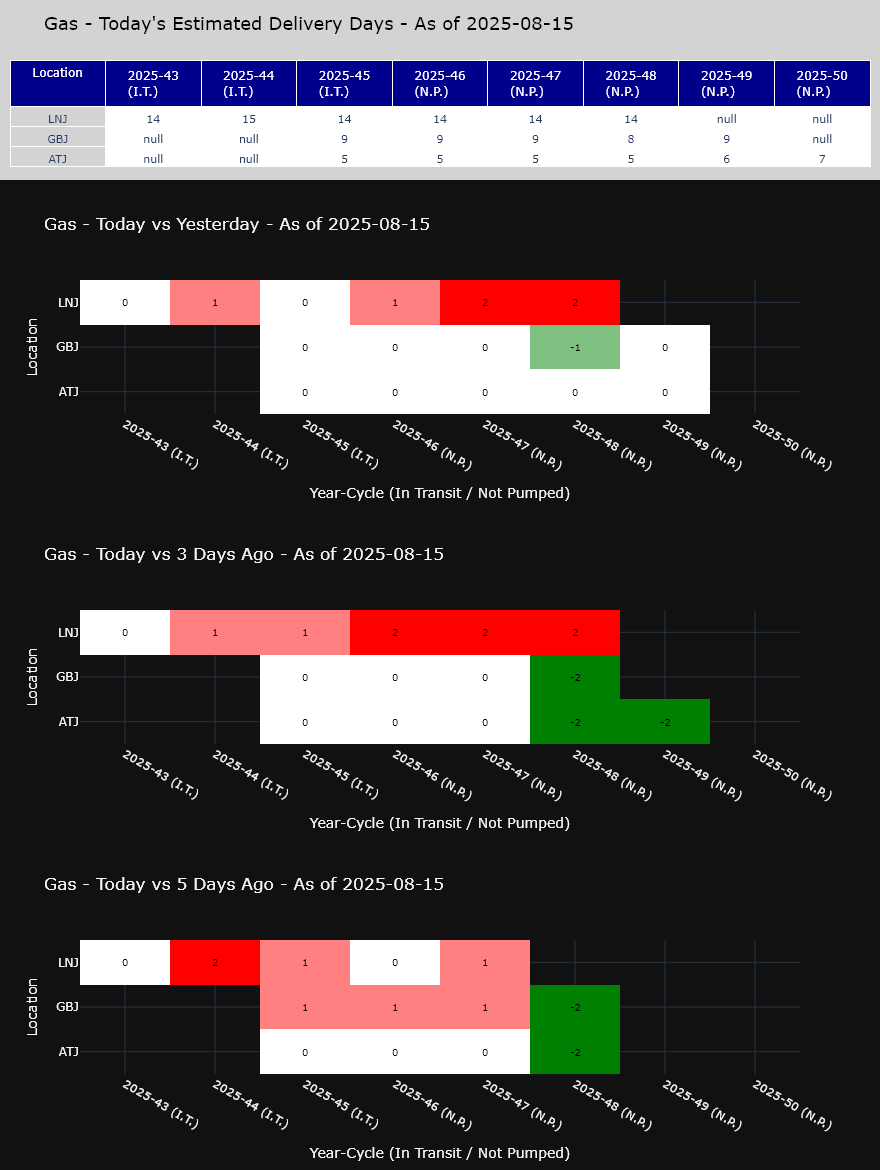 Gas - Today's Estimated Delivery Days - As of 2025-08-15
Location 2025-43 (I.T.) 2025-44 (I.T.) 2025-45 (I.T.) 2025-46 (N.P.) 2025-47 (N.P.) 2025-48 (N.P.) 2025-49 (N.P.) 2025-50 (N.P.)
LNJ 14 15 14 14 14 14 null null
GBJ null null 9 9 9 8 9 null
ATJ null null 5 5 5 5 6 7
Gas - Today vs Yesterday - As of 2025-08-15
Location
LNJ 0 1 0 1 2 2
GBJ 0 0 0 -1 0
ATJ 0 0 0 0 0
2025-43 (I.T.) 2025-44 (I.T.) 2025-45 (I.T.) 2025-46 (N.P.) 2025-47 (N.P.) 2025-48 (N.P.) 2025-49 (N.P.) 2025-50 (N.P.)
Year-Cycle (In Transit / Not Pumped)
Gas - Today vs 3 Days Ago - As of 2025-08-15
Location
LNJ 0 1 1 2 2 2
GBJ 0 0 0 -2
ATJ 0 0 0 -2 -2
2025-43 (I.T.) 2025-44 (I.T.) 2025-45 (I.T.) 2025-46 (N.P.) 2025-47 (N.P.) 2025-48 (N.P.) 2025-49 (N.P.) 2025-50 (N.P.)
Year-Cycle (In Transit / Not Pumped)
Gas - Today vs 5 Days Ago - As of 2025-08-15
Location
LNJ 0 2 1 0 1
GBJ 1 1 1 -2
ATJ 0 0 0 -2
2025-43 (I.T.) 2025-44 (I.T.) 2025-45 (I.T.) 2025-46 (N.P.) 2025-47 (N.P.) 2025-48 (N.P.) 2025-49 (N.P.) 2025-50 (N.P.)
Year-Cycle (In Transit / Not Pumped)